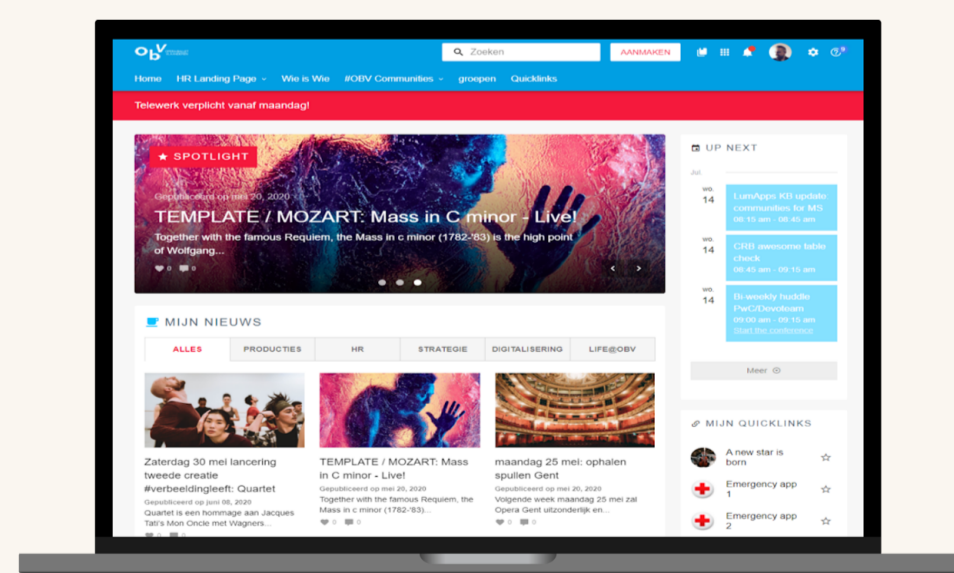 OBV
Zoeken
AANMAKEN
Home HR Landing Page Wie is Wie #OBV Communities groepen Quicklinks
Telewerk verplicht vanaf maandag!
SPOTLIGHT
Gepubliceerd op mei 20, 2020
TEMPLATE / MOZART: Mass in C minor - Live!
Together with the famous Requiem, the Mass in c minor (1782-'83) is the high point
of Wolfgang...
0 0
MIJN NIEUWS
ALLES PRODUCTIES HR STRATEGIE DIGITALISERING LIFE@OBV
Zaterdag 30 mei lancering
tweede creatie
#verbeeldingleeft: Quartet
Gepubliceerd op juni 08, 2020
Quartet is een hommage aan Jacques
Tati's Mon Oncle met Wagners...
0 0
TEMPLATE / MOZART: Mass
in C minor - Live!
Gepubliceerd op mei 20, 2020
Together with the famous Requiem, the
Mass in c minor (1782-'83)...
0 0
maandag 25 mei: ophalen
spullen Gent
Gepubliceerd op mei 20, 2020
Volgende week maandag 25 mei zal
Opera Gent uitzonderlijk en...
0 0
UP NEXT
Jul.
wo.
14
LumApps KB update
communities for MS
08:15 am - 08:45 am
wo.
14
CRB awesome table
check
08:45 am - 09:15 am
wo.
14
Bi-weekly huddle
PwC/Devoteam
09:00 am - 09:15 am
Start the conference
Meer
MIJN QUICKLINKS
A new star is
born
Emergency app
1
Emergency app
2